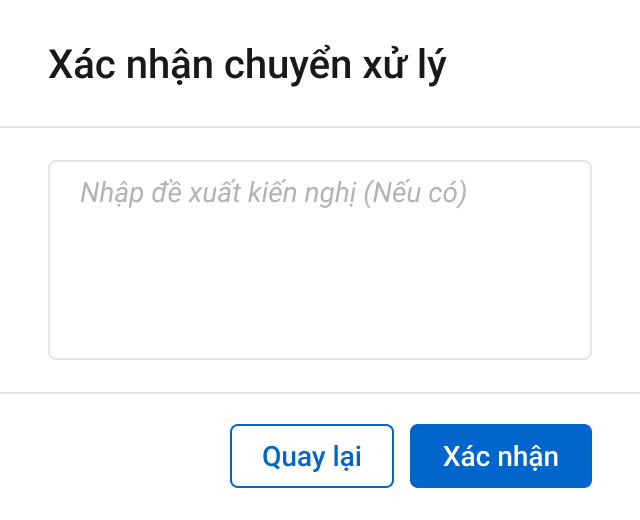 Xác nhận chuyển xử lý
Nhập đề xuất kiến nghị (Nếu có)
Quay lại
Xác nhận